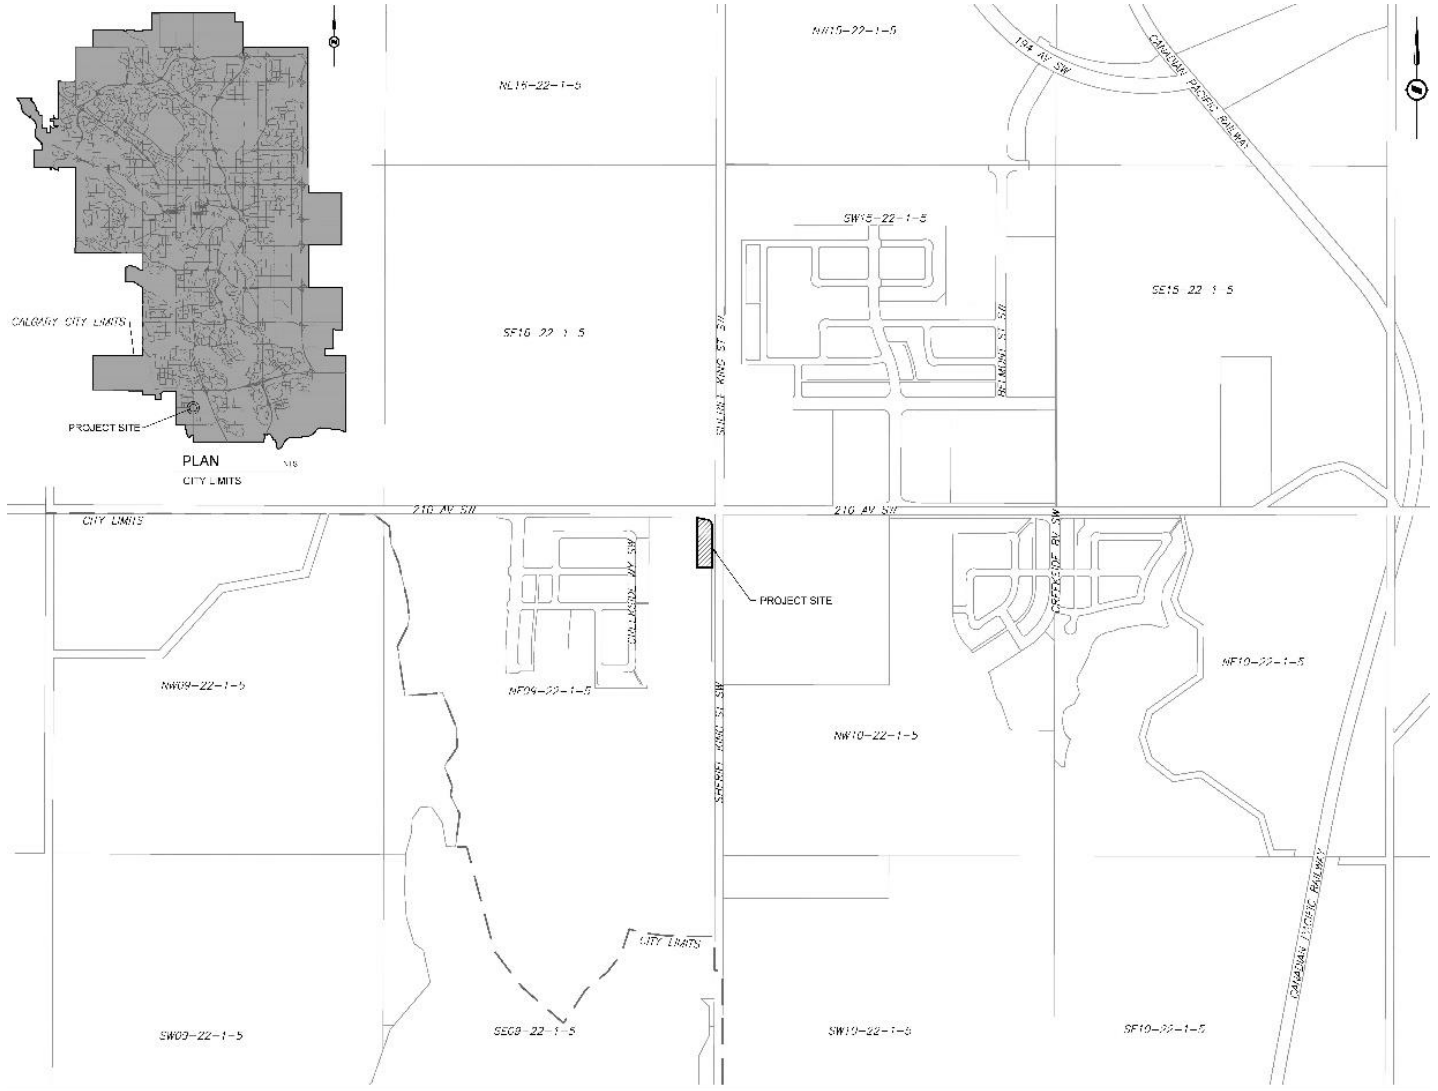 NW15-22-1-5
194 AV SW
CANADIAN PACIFIC RAILWAY
NE16-22-1-5
SW15-22-1-5
SE15-22-1-5
CALGARY CITY LIMITS
SE16-22-1-5
SHERIFF KING ST SW
BELMONT ST SW
PROJECT SITE
PLAN
NTS
CITY LIMITS
210 AV SW
210 AV SW
CITY LIMITS
CREEKSIDE RV SW
PROJECT SITE
NW09-22-1-5
NE09-22-1-5
NE10-22-1-5
SHERIFF KING ST SW
NW10-22-1-5
CANADIAN PACIFIC RAILWAY
CITY LIMITS
SW09-22-1-5
SE09-22-1-5
SW10-22-1-5
SE10-22-1-5